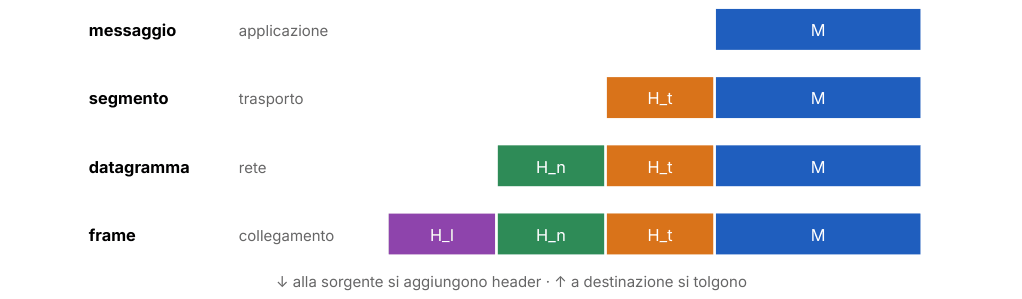 messaggio applicazione M
segmento trasporto H_t M
datagramma rete H_n H_t M
frame collegamento H_l H_n H_t M
↓ alla sorgente si aggiungono header · ↑ a destinazione si tolgono